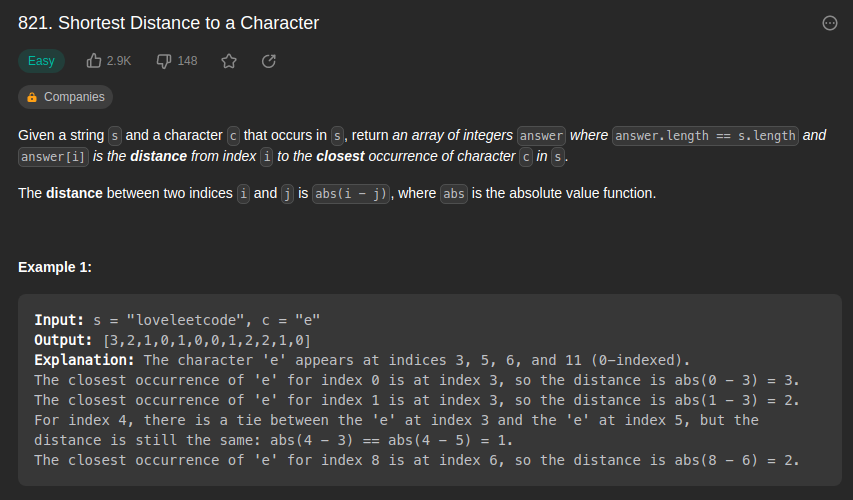 821. Shortest Distance to a Character
Easy 2.9K 148
Companies
Given a string s and a character c that occurs in s, return an array of integers answer where answer.length == s.length and
answer[i] is the distance from index i to the closest occurrence of character c in s.
The distance between two indices i and j is abs(i - j), where abs is the absolute value function.
Example 1:
Input: s = "loveleetcode", c = "e"
Output: [3,2,1,0,1,0,0,1,2,2,1,0]
Explanation: The character 'e' appears at indices 3, 5, 6, and 11 (0-indexed).
The closest occurrence of 'e' for index 0 is at index 3, so the distance is abs(0 - 3) = 3.
The closest occurrence of 'e' for index 1 is at index 3, so the distance is abs(1 - 3) = 2.
For index 4, there is a tie between the 'e' at index 3 and the 'e' at index 5, but the
distance is still the same: abs(4 - 3) == abs(4 - 5) = 1.
The closest occurrence of 'e' for index 8 is at index 6, so the distance is abs(8 - 6) = 2.